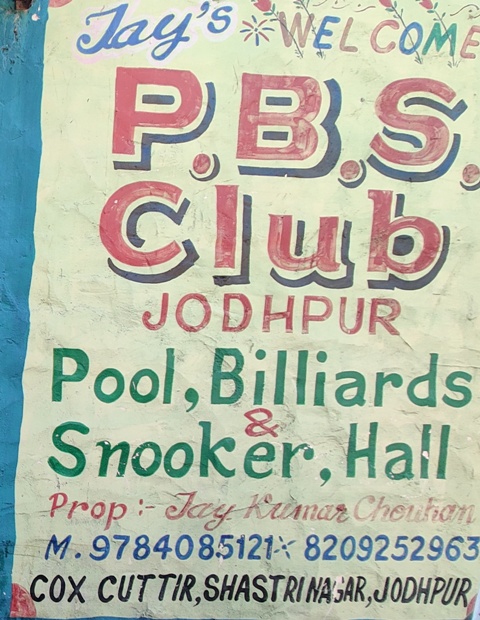 Jay's WELCOME
P.B.S.
Club
JODHPUR
Pool, Billiards
&
Snooker, Hall
Prop :- Jay Kumar Chouhan
M. 9784085121 8209252963
COX CUTTIR, SHASTRI NAGAR, JODHPUR